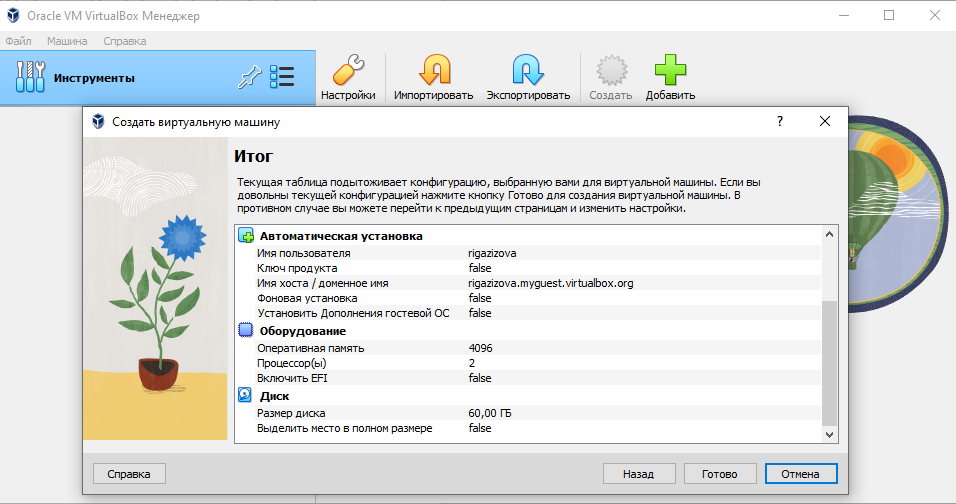 Oracle VM VirtualBox Менеджер
Файл Машина Справка
Инструменты
Настройки Импортировать Экспортировать Создать Добавить
Создать виртуальную машину ?
Итог
Текущая таблица подытоживает конфигурацию, выбранную вами для виртуальной машины. Если вы
довольны текущей конфигурацией нажмите кнопку Готово для создания виртуальной машины. В
противном случае вы можете перейти к предыдущим страницам и изменить настройки.
Автоматическая установка
Имя пользователя rigazizova
Ключ продукта false
Имя хоста / доменное имя rigazizova.myguest.virtualbox.org
Фоновая установка false
Установить Дополнения гостевой ОС false
Оборудование
Оперативная память 4096
Процессор(ы) 2
Включить EFI false
Диск
Размер диска 60,00 ГБ
Выделить место в полном размере false
Справка Назад Готово Отмена